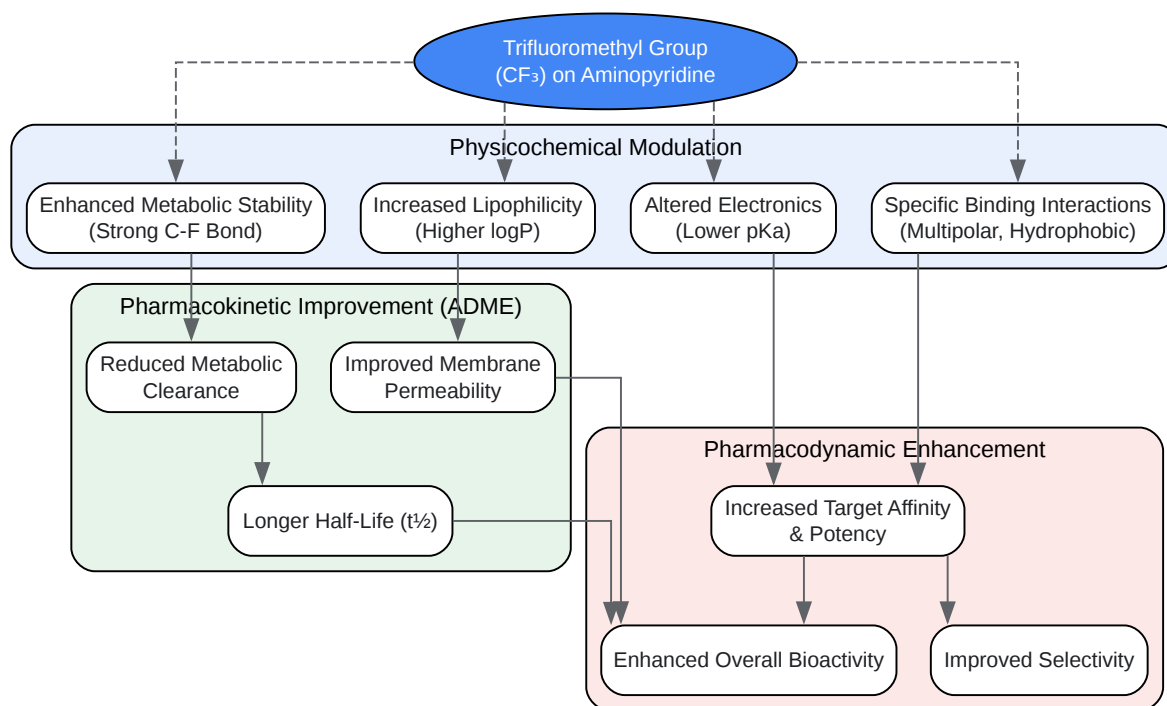 Trifluoromethyl Group
(CF₃) on Aminopyridine
Physicochemical Modulation
Enhanced Metabolic Stability
(Strong C-F Bond)
Increased Lipophilicity
(Higher logP)
Altered Electronics
(Lower pKa)
Specific Binding Interactions
(Multipolar, Hydrophobic)
Pharmacokinetic Improvement (ADME)
Reduced Metabolic
Clearance
Improved Membrane
Permeability
Longer Half-Life (t½)
Pharmacodynamic Enhancement
Increased Target Affinity
& Potency
Enhanced Overall Bioactivity
Improved Selectivity